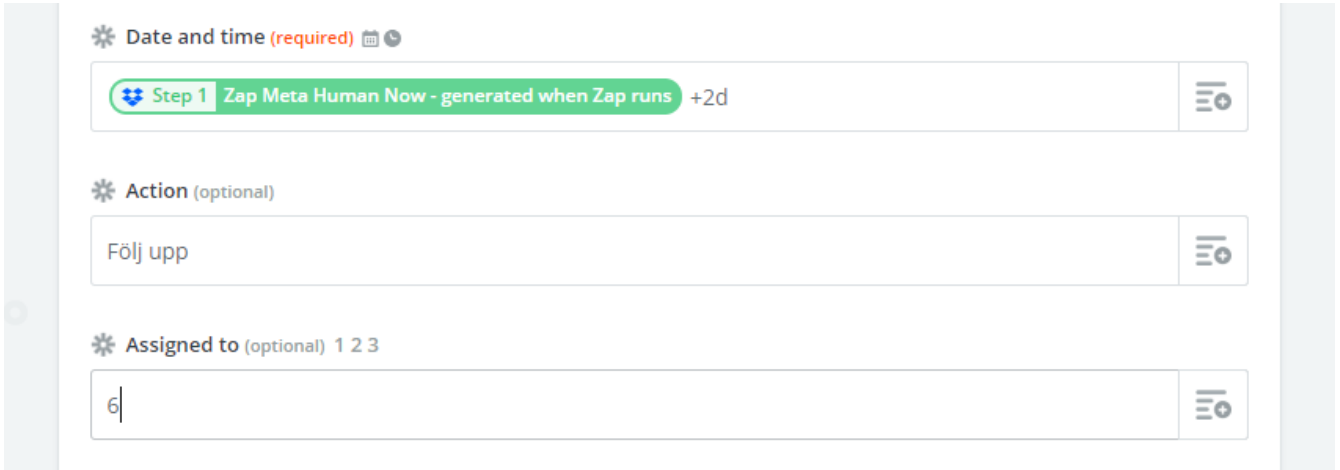 Date and time (required)
Step 1 Zap Meta Human Now - generated when Zap runs +2d
Action (optional)
Följ upp
Assigned to (optional) 1 2 3
6